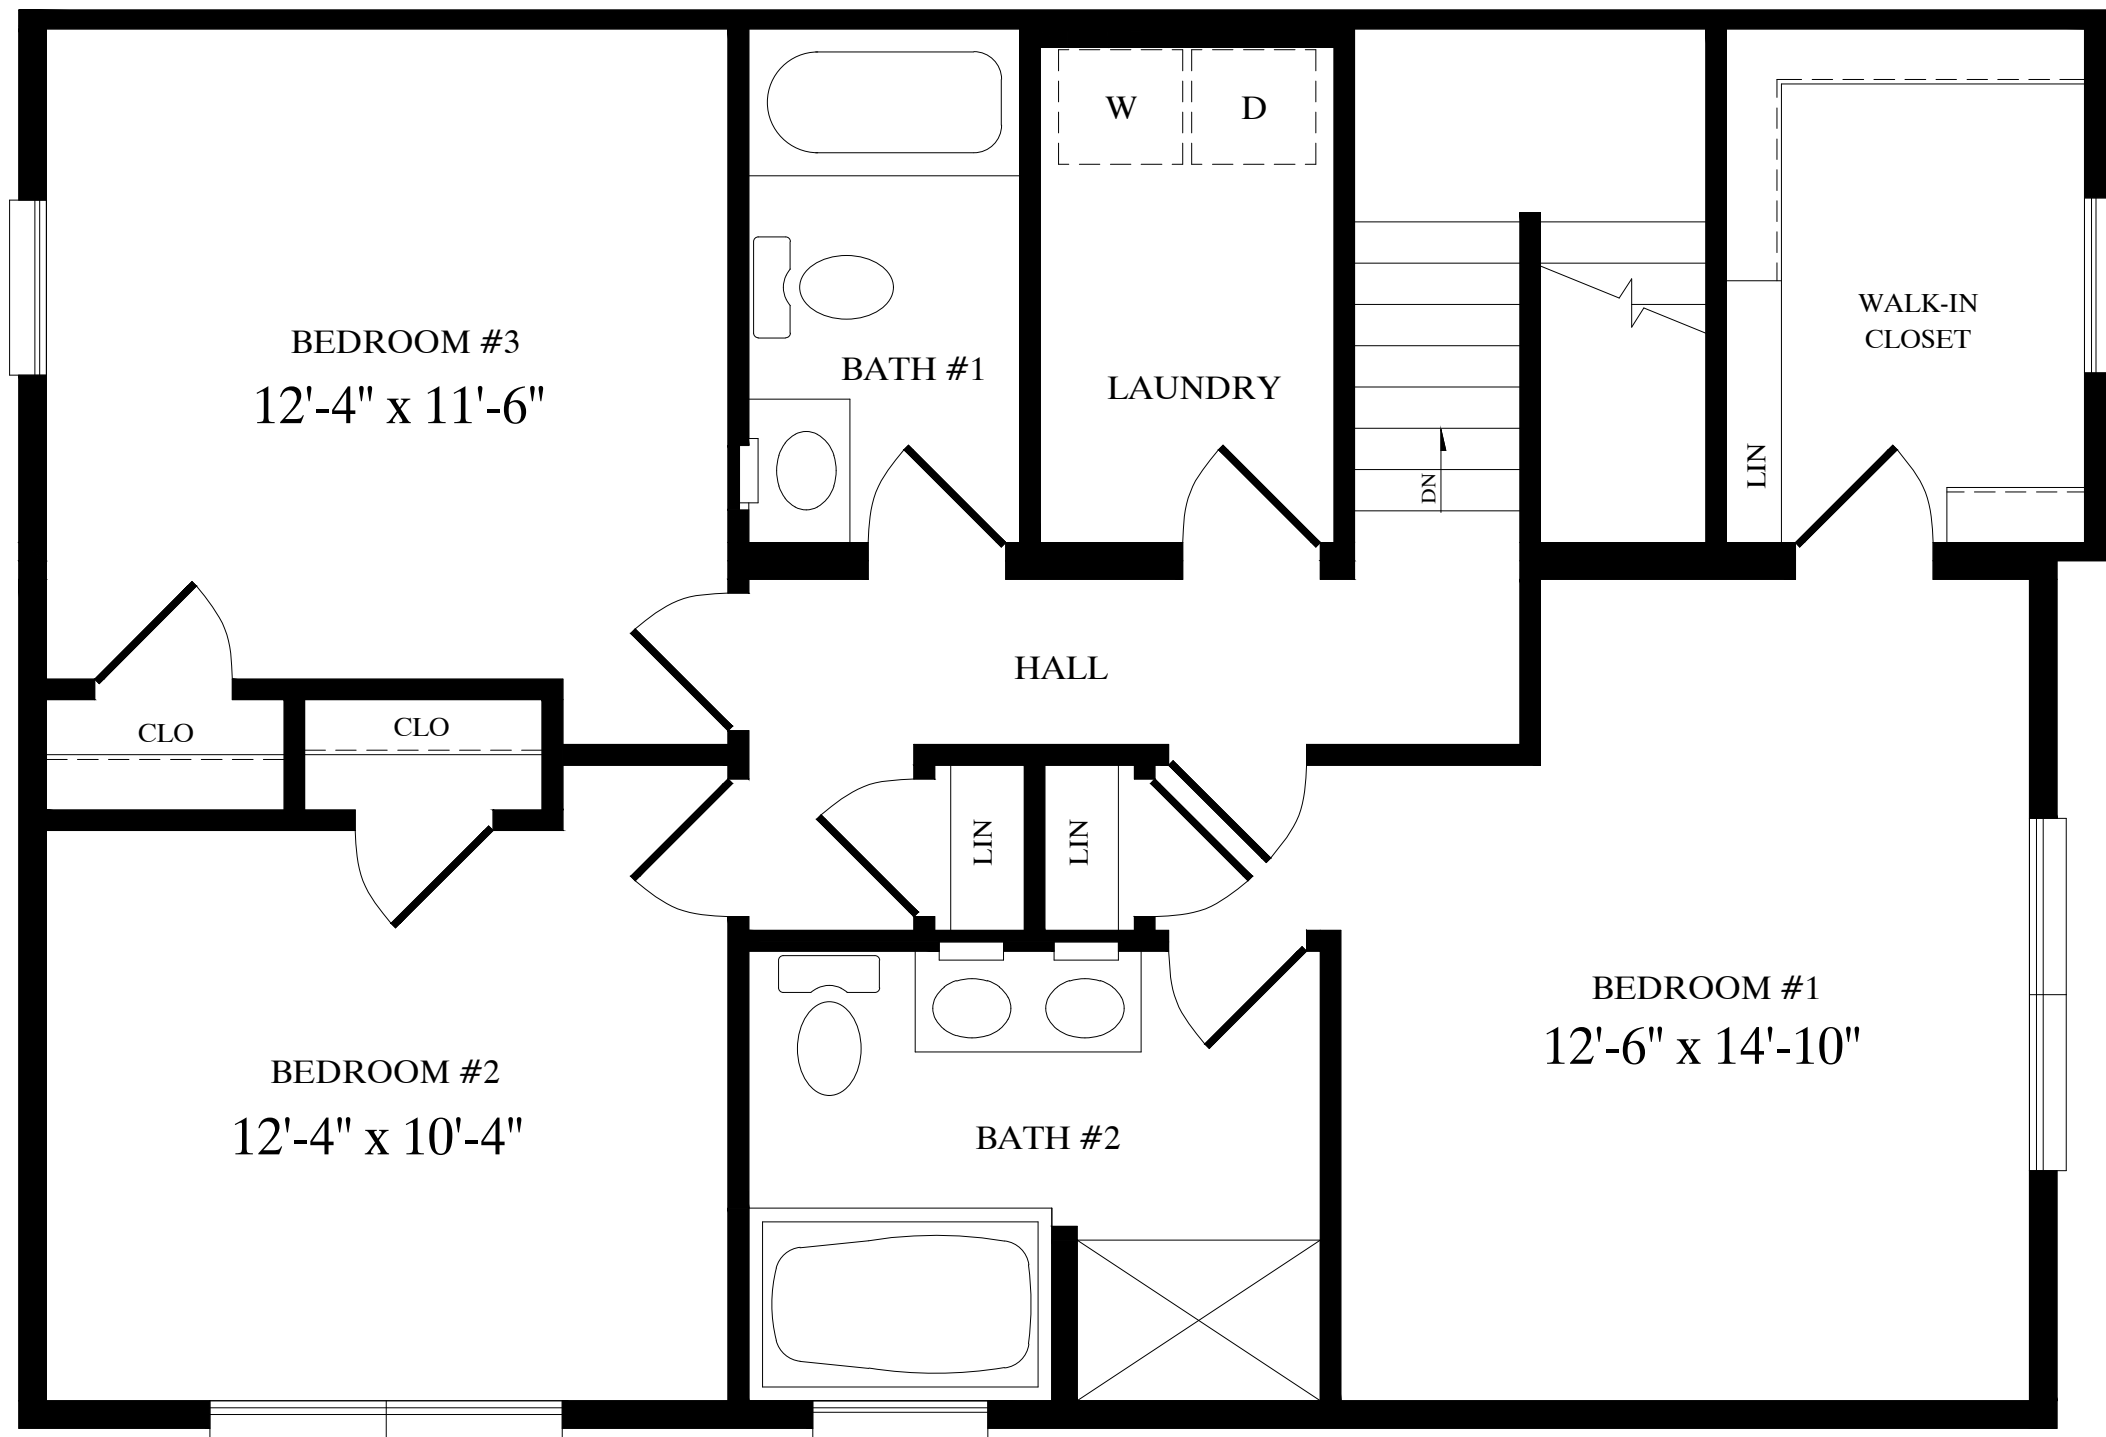 W
D
BEDROOM #3
12'-4" x 11'-6"
BATH #1
LAUNDRY
WALK-IN
CLOSET
LIN
DN
HALL
CLO
CLO
LIN
LIN
BEDROOM #1
12'-6" x 14'-10"
BEDROOM #2
12'-4" x 10'-4"
BATH #2